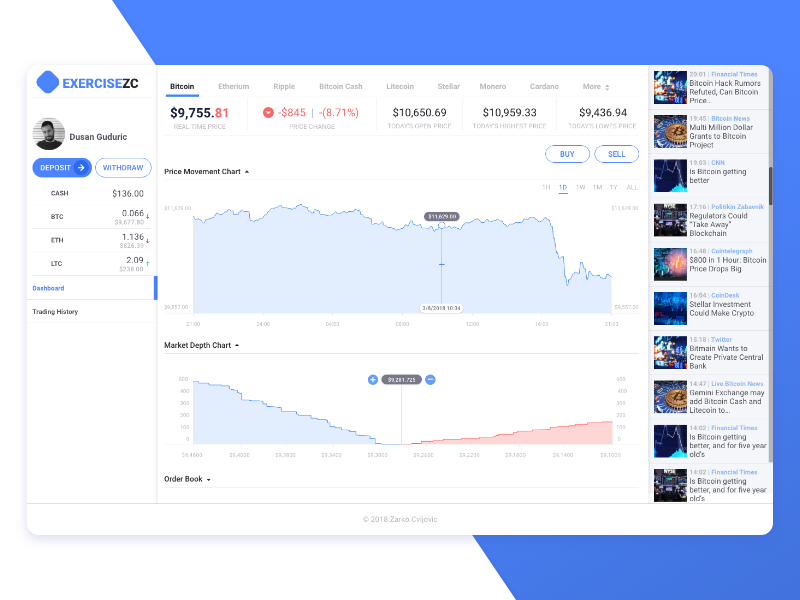 EXERCISEZC
Dusan Guduric
DEPOSIT
WITHDRAW
CASH $136.00
BTC 0.066
$9,677.80
ETH 1.136
$826.39
LTC 2.09
$238.00
Dashboard
Trading History
Bitcoin Etherium Ripple Bitcoin Cash Litecoin Stellar Monero Cardano More
$9,755.81 -$845 | (-8.71%) $10,650.69 $10,959.33 $9,436.94
REAL TIME PRICE PRICE CHANGE TODAY'S OPEN PRICE TODAY'S HIGHEST PRICE TODAY'S LOWES PRICE
BUY SELL
Price Movement Chart
1H 1D 1W 1M 1Y ALL
$11,629.00 $11,629.00 $11,629.00
$9,557.00 3/8/2018 10:34 $9,557.00
21:00 24:00 04:03 08:00 12:00 16:03 21:03
Market Depth Chart
$9,281.725
500 500
400 400
300 300
200 200
100 100
0 0
$9,4600 $9,4000 $9,3800 $9,3400 $9,3000 $9,2600 $9,2200 $9,1800 $9,1400 $9,1000
Order Book
20:01 | Financial Times
Bitcoin Hack Rumors
Refuted, Can Bitcoin
Price...
19:45 | Bitcoin News
Multi Million Dollar
Grants to Bitcoin
Project
19:03 | CNN
Is Bitcoin getting
better
17:16 | Politikin Zabavnik
Regulators Could
"Take Away"
Blockchain
16:48 | Cointelegraph
$800 in 1 Hour: Bitcoin
Price Drops Big
16:04 | CoinDesk
Stellar Investment
Could Make Crypto
15:18 | Twitter
Bitmain Wants to
Create Private Central
Bank
14:47 | Live Bitcoin News
Gemini Exchange may
add Bitcoin Cash and
Litecoin to...
14:02 | Financial Times
Is Bitcoin getting
better, and for five year
old's
14:02 | Financial Times
Is Bitcoin getting
better, and for five year
old's
© 2018 Zarko Cvijovic